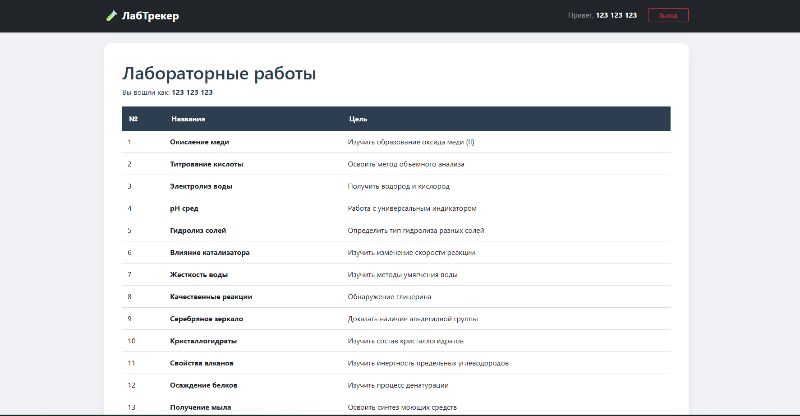 ЛабТрекер
Привет, 123 123 123 Выход
Лабораторные работы
Вы вошли как: 123 123 123
№ Название Цель
1 Окисление меди Изучить образование оксида меди (II)
2 Титрование кислоты Освоить метод объемного анализа
3 Электролиз воды Получить водород и кислород
4 pH сред Работа с универсальным индикатором
5 Гидролиз солей Определить тип гидролиза разных солей
6 Влияние катализатора Изучить изменение скорости реакции
7 Жесткость воды Изучить методы умягчения воды
8 Качественные реакции Обнаружение глицерина
9 Серебряное зеркало Доказать наличие альдегидной группы
10 Кристаллогидраты Изучить состав кристаллогидратов
11 Свойства алканов Изучить инертность предельных углеводородов
12 Осаждение белков Изучить процесс денатурации
13 Получение мыла Освоить синтез моющих средств